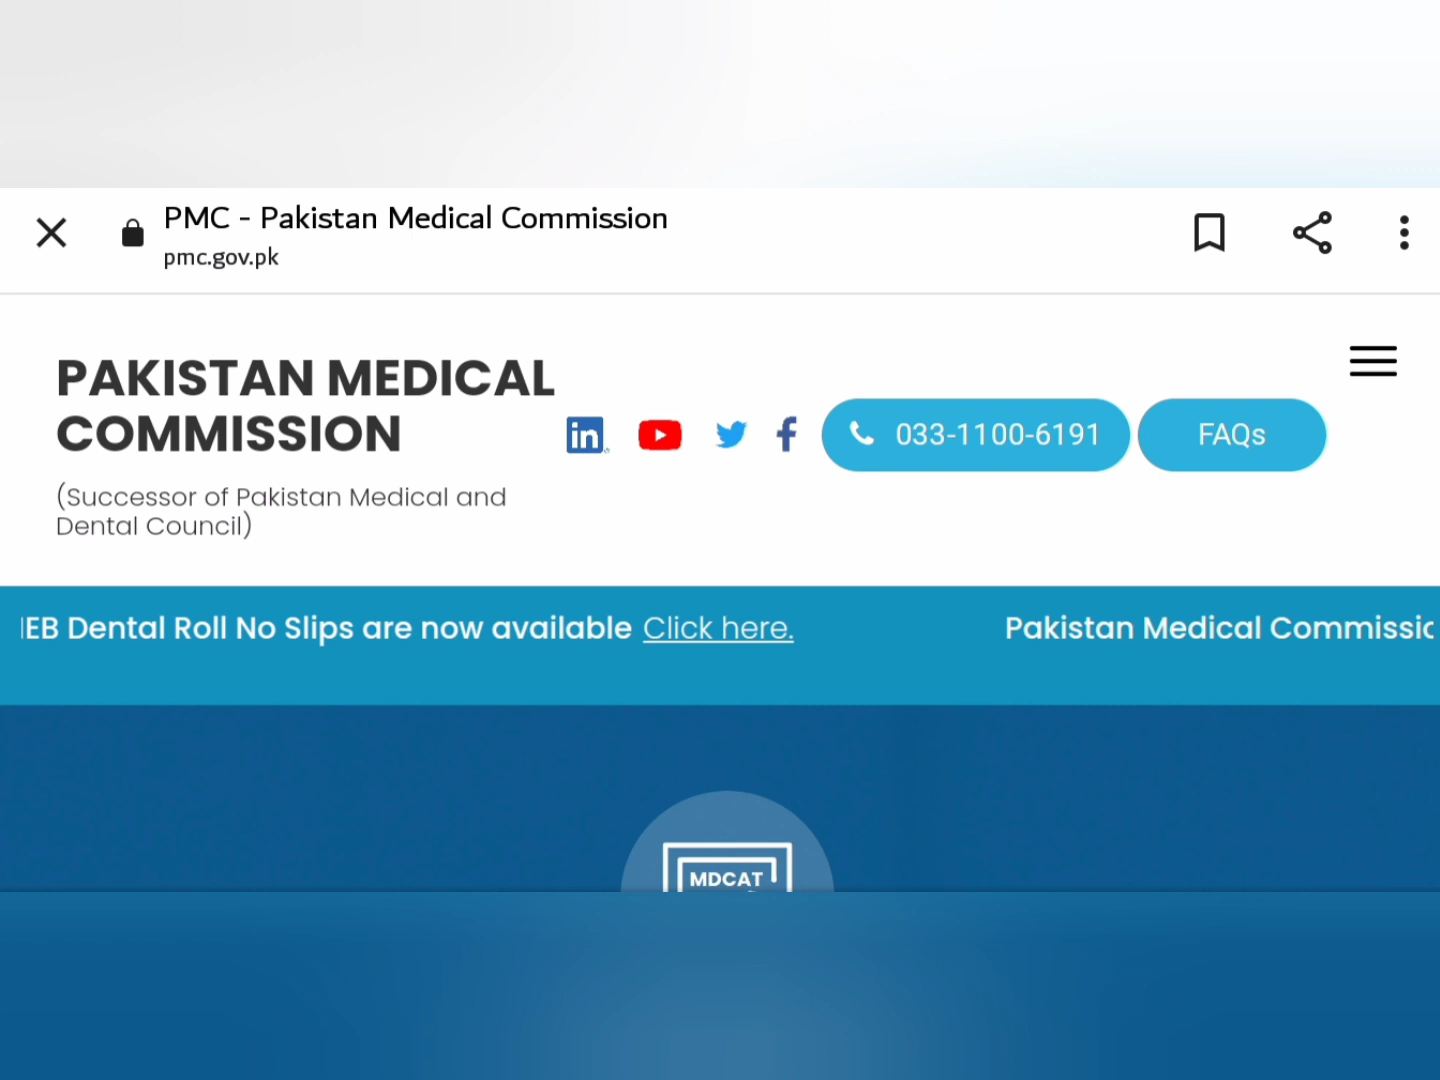 PMC - Pakistan Medical Commission
pmc.gov.pk
PAKISTAN MEDICAL
COMMISSION
(Successor of Pakistan Medical and
Dental Council)
in
033-1100-6191
FAQs
EB Dental Roll No Slips are now available Click here.
Pakistan Medical
MDCAT